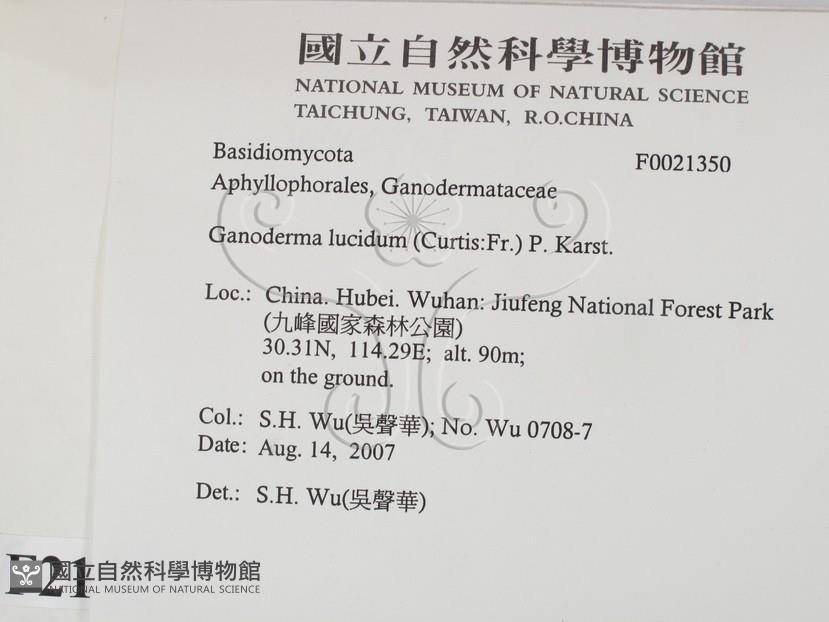 國立自然科學博物館
NATIONAL MUSEUM OF NATURAL SCIENCE
TAICHUNG, TAIWAN, R.O.CHINA
Basidiomycota F0021350
Aphyllophorales, Ganodermataceae
Ganoderma lucidum (Curtis:Fr.) P. Karst.
Loc.: China. Hubei. Wuhan: Jiufeng National Forest Park
(九峰國家森林公園)
30.31N, 114.29E; alt. 90m;
on the ground.
Col.: S.H. Wu(吳聲華); No. Wu 0708-7
Date: Aug. 14, 2007
Det.: S.H. Wu(吳聲華)
國立自然科學博物館
NATIONAL MUSEUM OF NATURAL SCIENCE